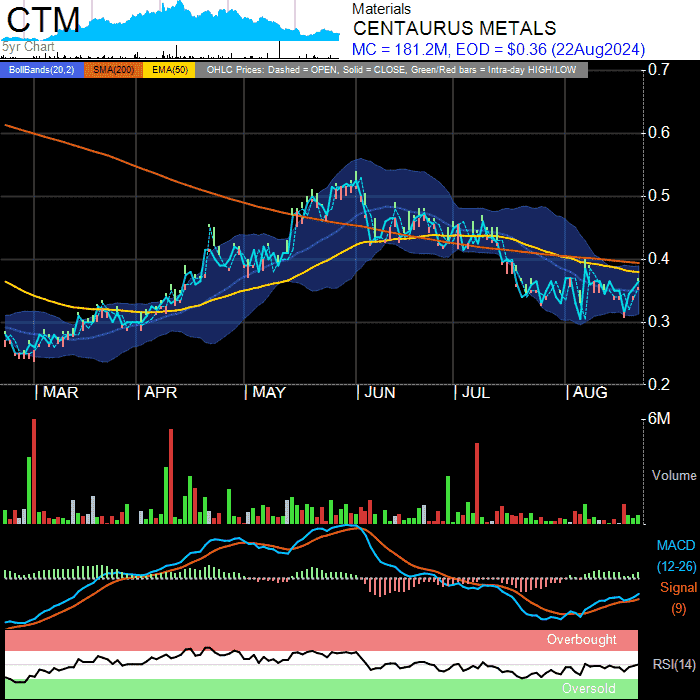 CTM
5yr Chart
Materials
CENTAURUS METALS
MC = 181.2M, EOD = $0.36 (22Aug2024)
BollBands(20,2) SMA(200) EMA(50) OHLC Prices: Dashed = OPEN, Solid = CLOSE, Green/Red bars = Intra-day HIGH/LOW
0.7
0.6
0.5
0.4
0.3
0.2
MAR APR MAY JUN JUL AUG
6M
Volume
MACD
(12-26)
Signal
(9)
Overbought
RSI(14)
Oversold